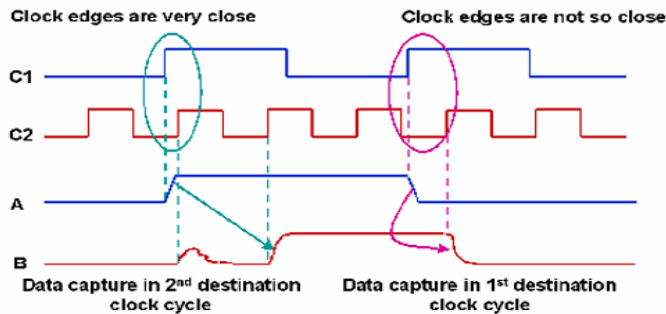 Clock edges are very close
Clock edges are not so close
C1
C2
A
B
Data capture in 2nd destination
clock cycle
Data capture in 1st destination
clock cycle